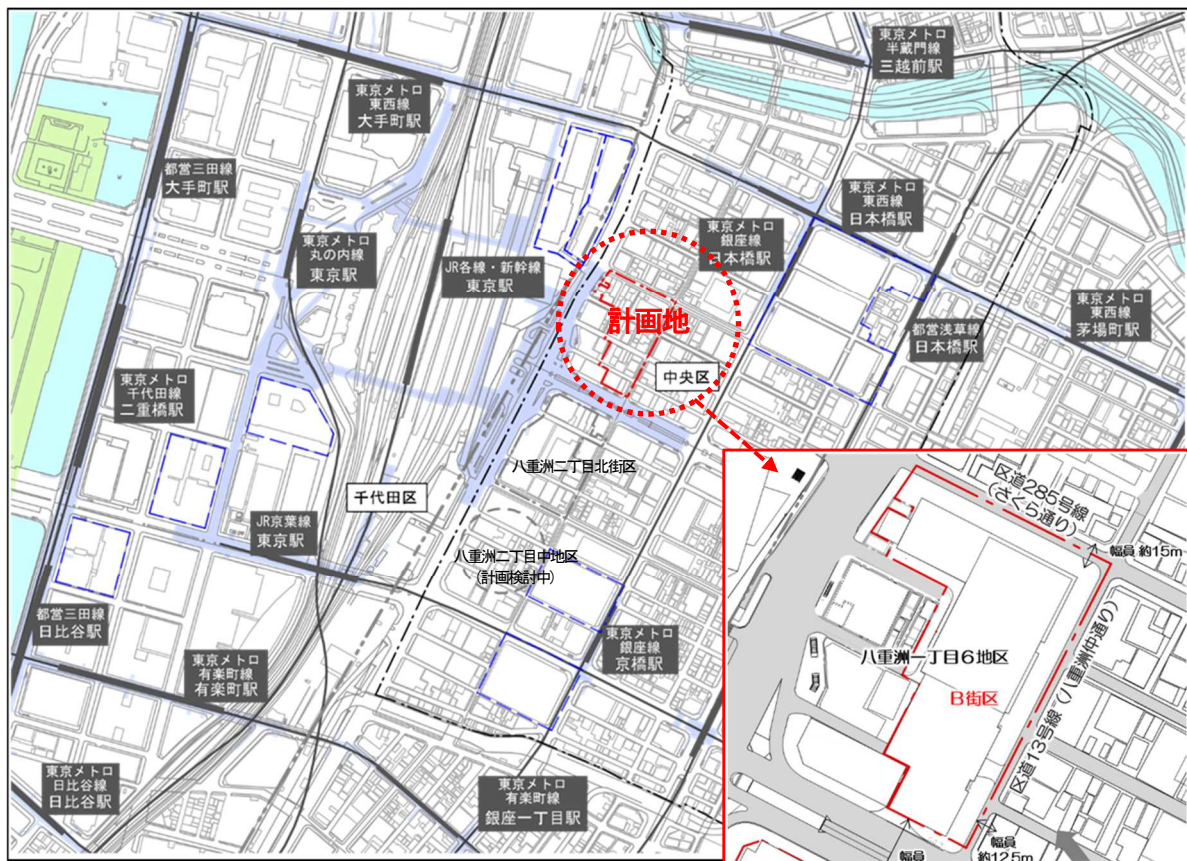 東京メトロ
半蔵門線
三越前駅
東京メトロ
東西線
大手町駅
都営三田線
大手町駅
東京メトロ
丸の内線
東京駅
JR各線・新幹線
東京駅
東京メトロ
銀座線
日本橋駅
東京メトロ
東西線
日本橋駅
計画地
都営浅草線
日本橋駅
東京メトロ
東西線
茅場町駅
東京メトロ
千代田線
二重橋駅
中央区
八重洲二丁目北街区
千代田区
JR京葉線
東京駅
八重洲二丁目中地区
(計画検討中)
都営三田線
日比谷駅
東京メトロ
有楽町線
有楽町駅
東京メトロ
銀座線
京橋駅
東京メトロ
日比谷線
日比谷駅
東京メトロ
有楽町線
銀座一丁目駅
区道285号線
(さくら通り)
幅員 約15m
八重洲一丁目6地区
B街区
区道13号線 (八重洲仲通り)
幅員
幅員
約12.5m